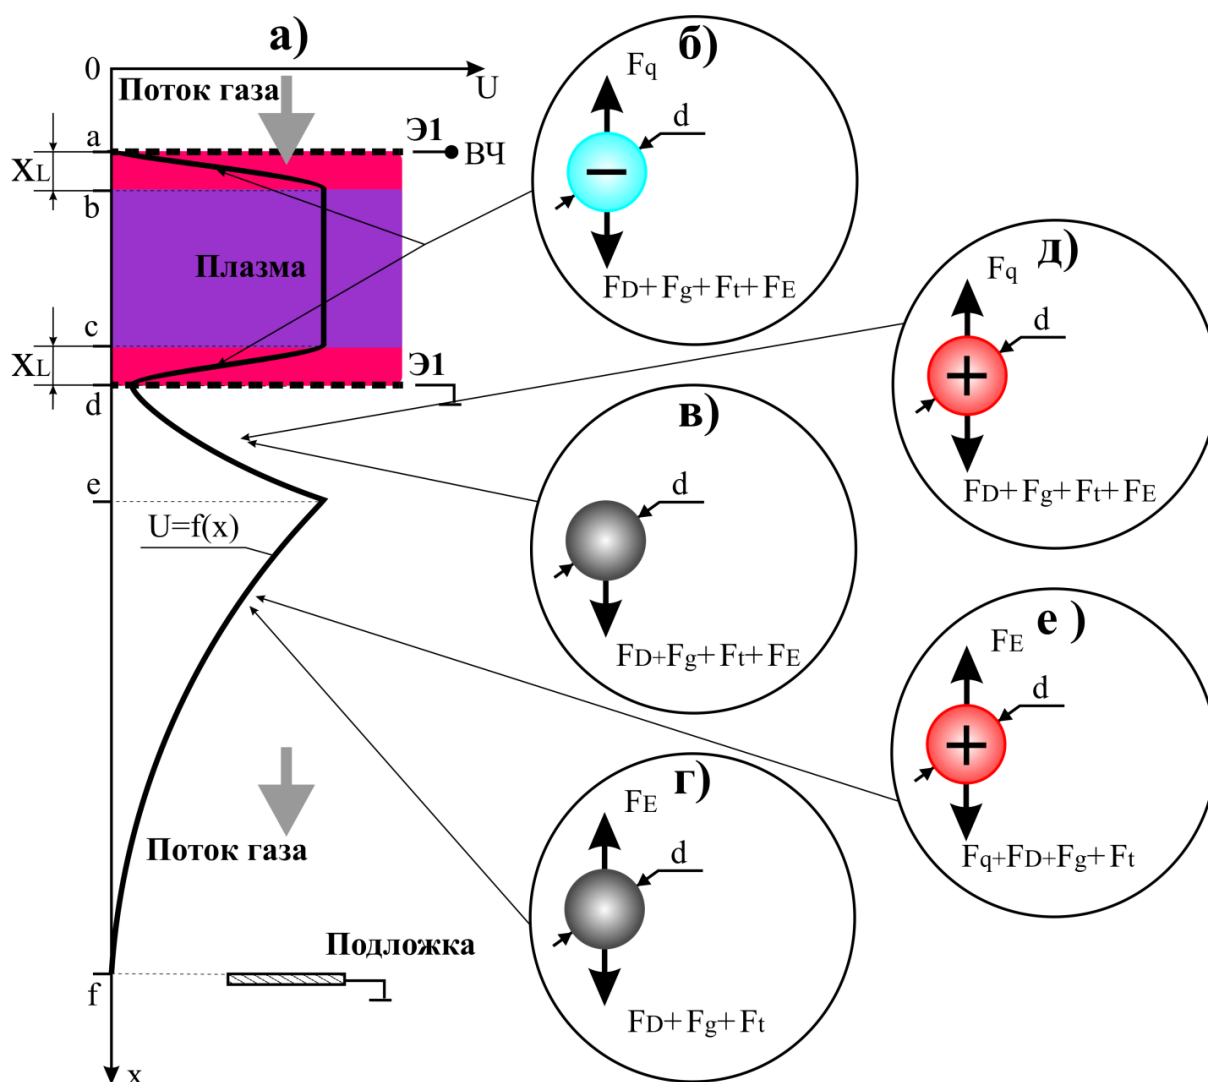 а)
0
U
Поток газа
Э1
ВЧ
a
XL
b
Плазма
c
XL
Э1
d
e
U=f(x)
Поток газа
Подложка
f
x
б)
Fq
d
−
FD+Fg+Ft+FE
в)
d
FD+Fg+Ft+FE
г)
FE
d
FD+Fg+Ft
д)
Fq
d
+
FD+Fg+Ft+FE
е )
FE
d
+
Fq+FD+Fg+Ft